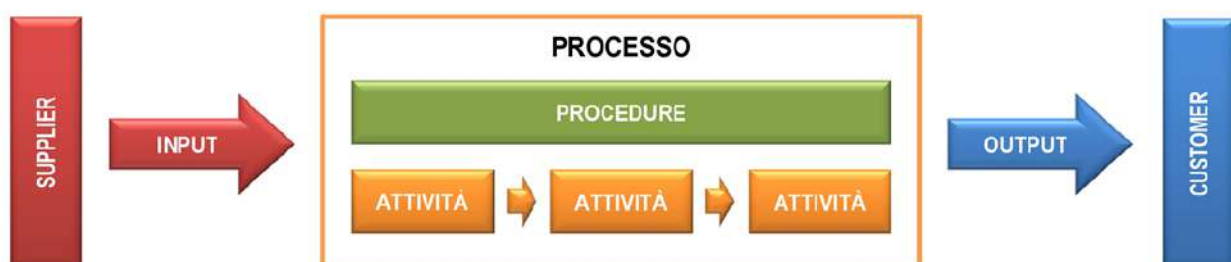 SUPPLIER
INPUT
PROCESSO
PROCEDURE
ATTIVITÀ
ATTIVITÀ
ATTIVITÀ
OUTPUT
CUSTOMER